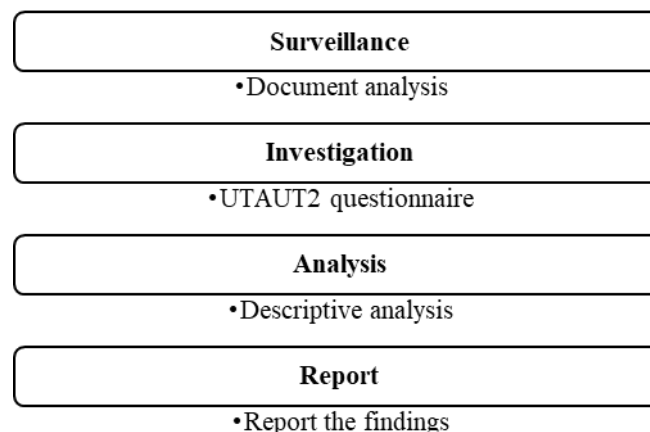 Surveillance
•Document analysis
Investigation
•UTAUT2 questionnaire
Analysis
•Descriptive analysis
Report
•Report the findings